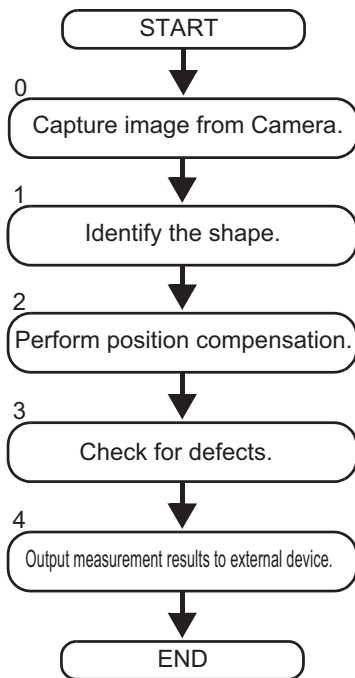 START
0
Capture image from Camera.
1
Identify the shape.
2
Perform position compensation.
3
Check for defects.
4
Output measurement results to external device.
END